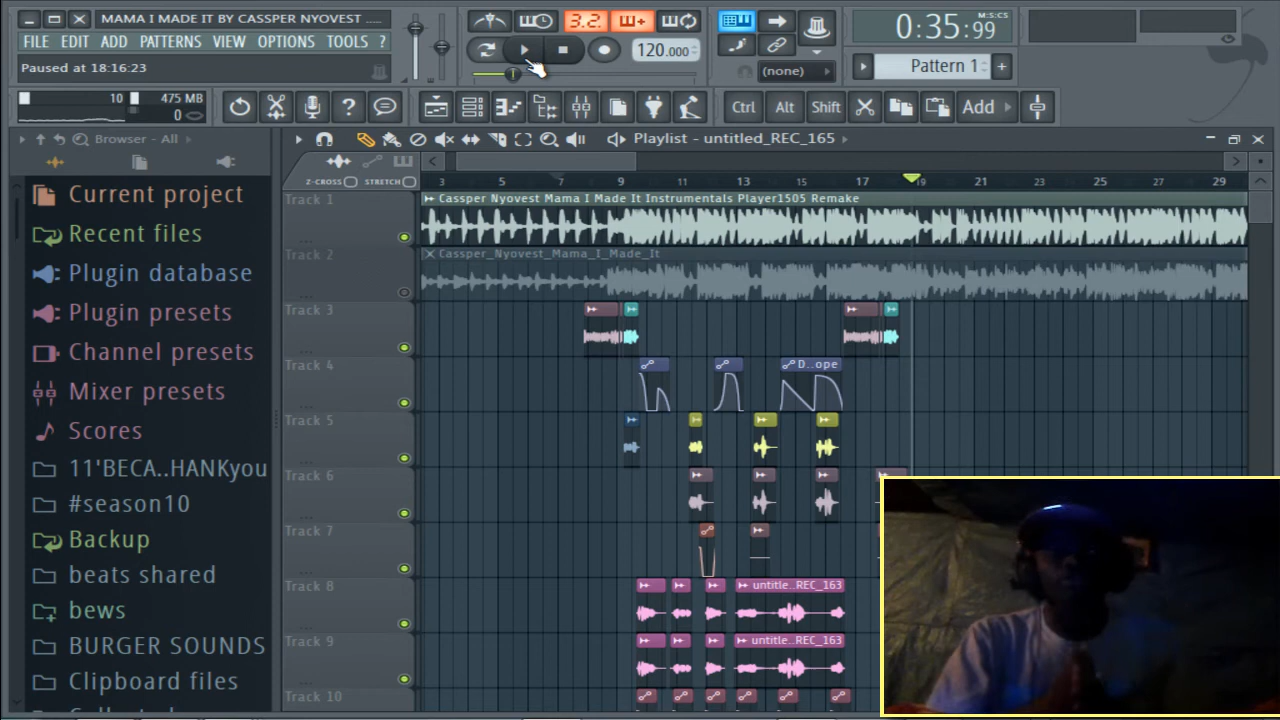 MAMA I MADE IT BY CASSPER NYOVEST ....
FILE EDIT ADD PATTERNS VIEW OPTIONS TOOLS ?
Paused at 18:16:23
3.2
120.000
M:S:CS
0:35:99
Pattern 1
(none)
10
475 MB
0
Ctrl Alt Shift Add
Browser - All
Playlist - untitled_REC_165
Current project
Recent files
Plugin database
Plugin presets
Channel presets
Mixer presets
Scores
11'BECA..HANKyou
#season10
Backup
beats shared
bews
BURGER SOUNDS
Clipboard files
Z-CROSS STRETCH
3 5 7 9 11 13 15 17 19 21 23 25 27 29
Track 1
Cassper Nyovest Mama I Made It Instrumentals Player1505 Remake
Track 2
Cassper_Nyovest_Mama_I_Made_It
Track 3
Track 4
D..ope
Track 5
Track 6
Track 7
Track 8
untitle..REC_163
Track 9
untitle..REC_163
Track 10